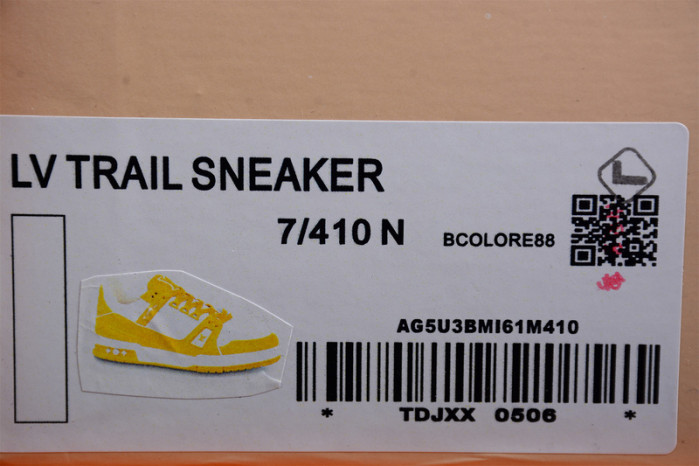 LV TRAIL SNEAKER
7/410 N
BCOLORE88
AG5U3BMI61M410
* TDJXX 0506 *